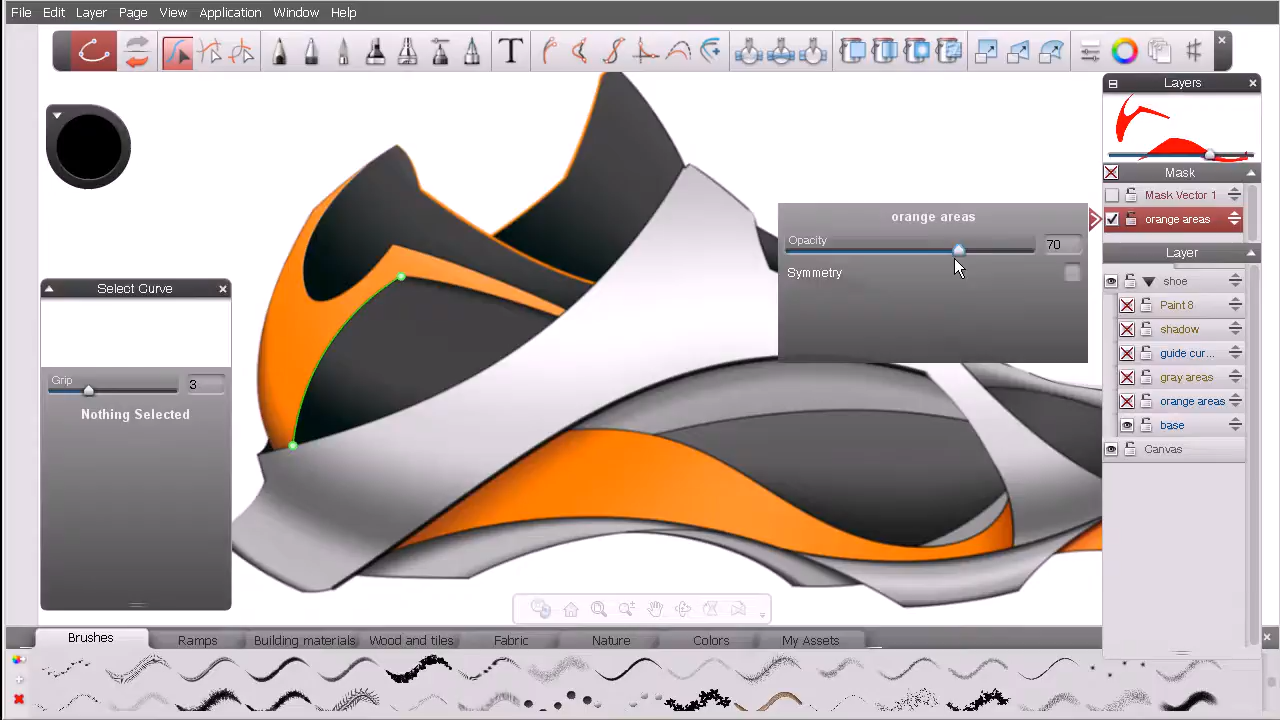 File Edit Layer Page View Application Window Help
T
Layers
Mask
Mask Vector 1
orange areas
Layer
shoe
Paint 8
shadow
guide cur...
gray areas
orange areas
base
Canvas
orange areas
Opacity 70
Symmetry
Select Curve
Grip 3
Nothing Selected
Brushes Ramps Building materials Wood and tiles Fabric Nature Colors My Assets